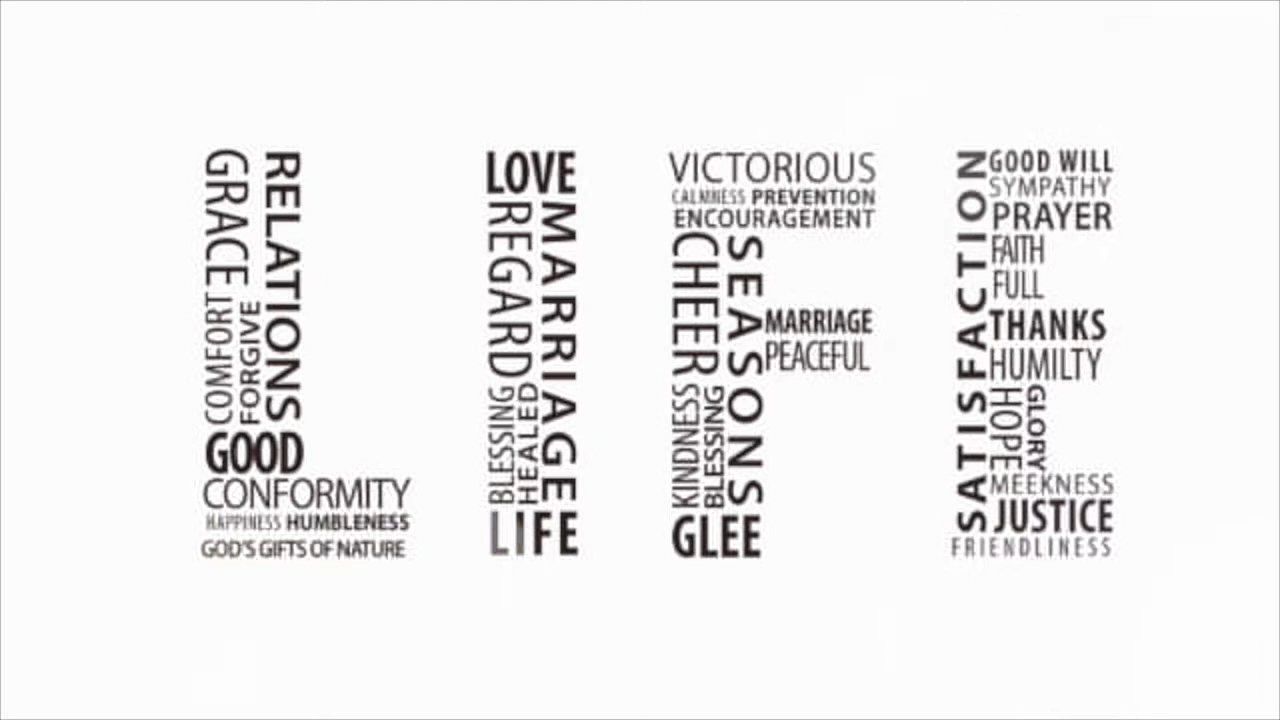 GRACE
RELATIONS
COMFORT
FORGIVE
GOOD
CONFORMITY
HAPPINESS HUMBLENESS
GOD'S GIFTS OF NATURE
LOVE
REGARD
MARRIAGE
BLESSING
HEALED
LIFE
VICTORIOUS
CALMNESS PREVENTION
ENCOURAGEMENT
CHEER
SEASONS
MARRIAGE
PEACEFUL
KINDNESS
BLESSING
GLEE
SATISFACTION
GOOD WILL
SYMPATHY
PRAYER
FAITH
FULL
THANKS
HUMILTY
HOPE
GLORY
MEEKNESS
JUSTICE
FRIENDLINESS